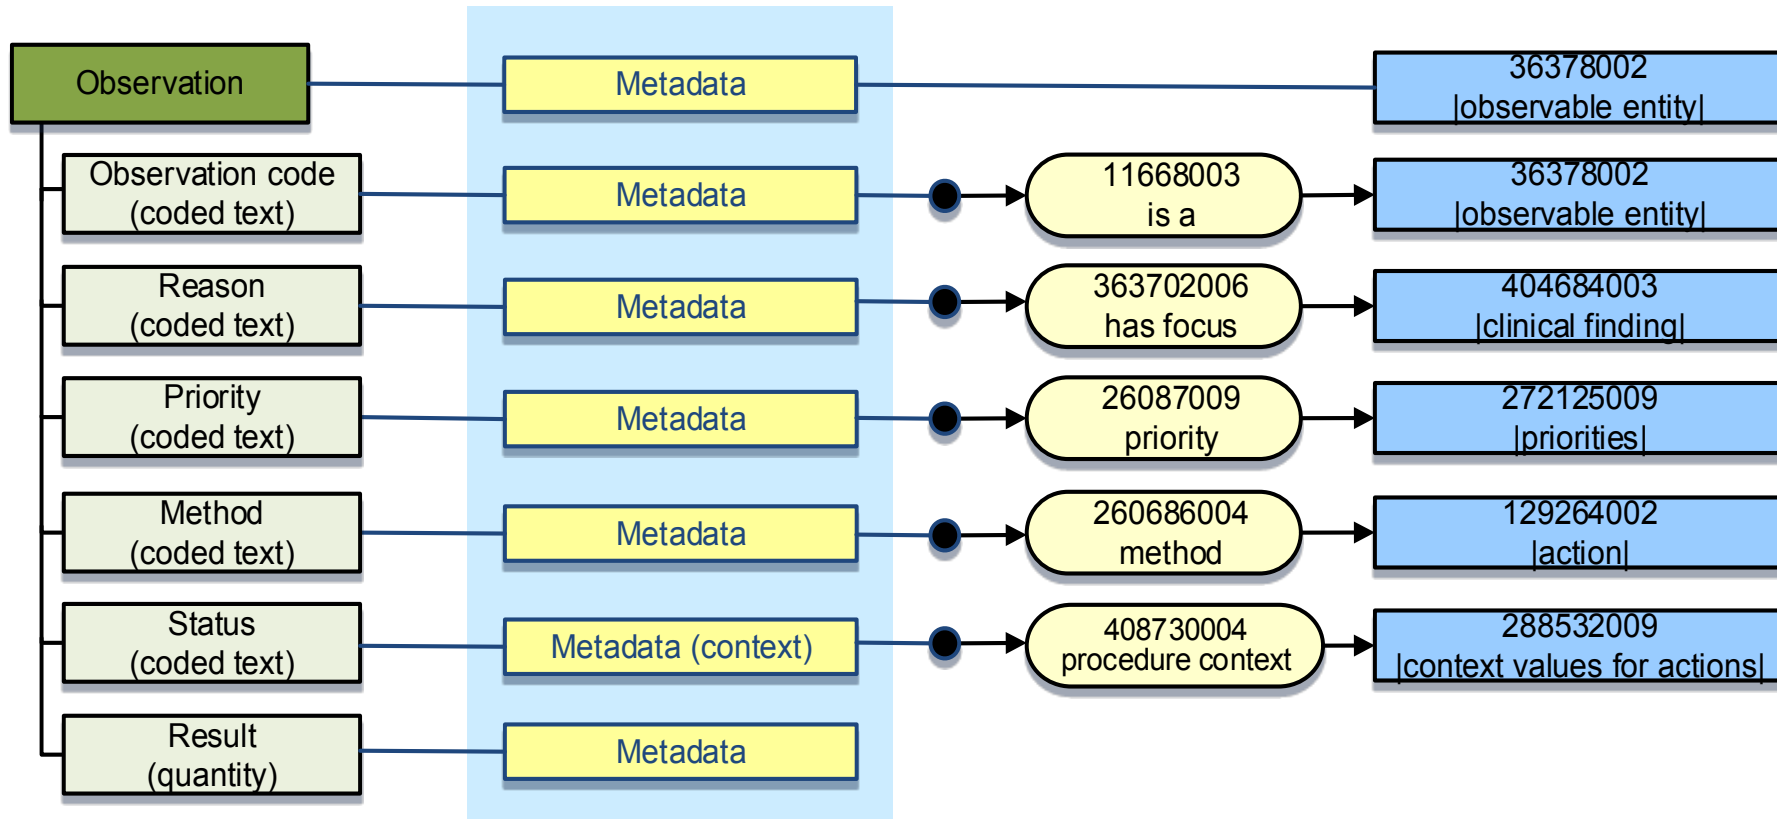 Observation
Metadata
36378002
|observable entity|
Observation code
(coded text)
Metadata
11668003
is a
36378002
|observable entity|
Reason
(coded text)
Metadata
363702006
has focus
404684003
|clinical finding|
Priority
(coded text)
Metadata
26087009
priority
272125009
|priorities|
Method
(coded text)
Metadata
260686004
method
129264002
|action|
Status
(coded text)
Metadata (context)
408730004
procedure context
288532009
|context values for actions|
Result
(quantity)
Metadata